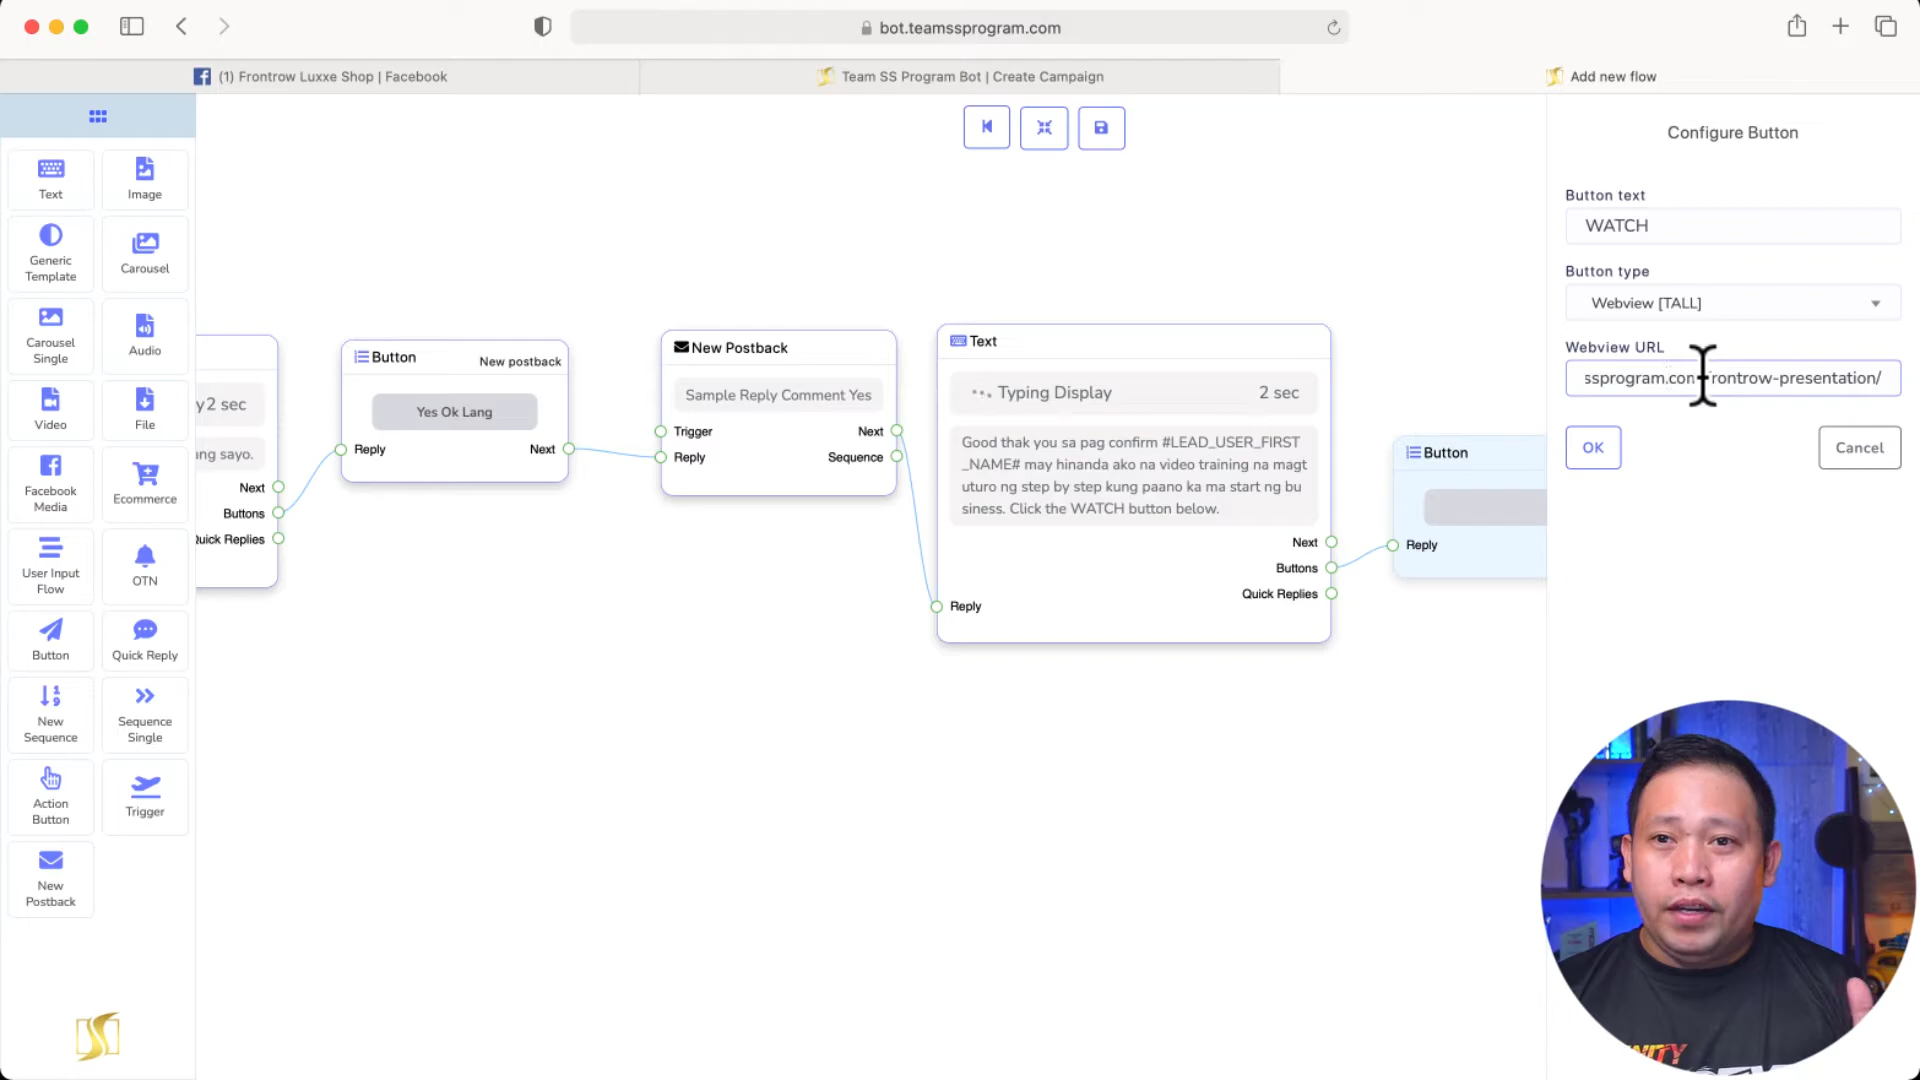 bot.teamssprogram.com
(1) Frontrow Luxxe Shop | Facebook
Team SS Program Bot | Create Campaign
Add new flow
Text
Image
Generic
Template
Carousel
Carousel
Single
Audio
Video
File
Facebook
Media
Ecommerce
User Input
Flow
OTN
Button
Quick Reply
New
Sequence
Sequence
Single
Action
Button
Trigger
New
Postback
y2 sec
ang sayo.
Next
Buttons
Quick Replies
Button
New postback
Yes Ok Lang
Reply
Next
New Postback
Sample Reply Comment Yes
Trigger
Next
Reply
Sequence
Text
Typing Display
2 sec
Good thak you sa pag confirm #LEAD_USER_FIRST
_NAME# may hinanda ako na video training na magt
uturo ng step by step kung paano ka ma start ng bu
siness. Click the WATCH button below.
Next
Buttons
Quick Replies
Reply
Button
Reply
Configure Button
Button text
WATCH
Button type
Webview [TALL]
Webview URL
ssprogram.com/frontrow-presentation/
OK
Cancel